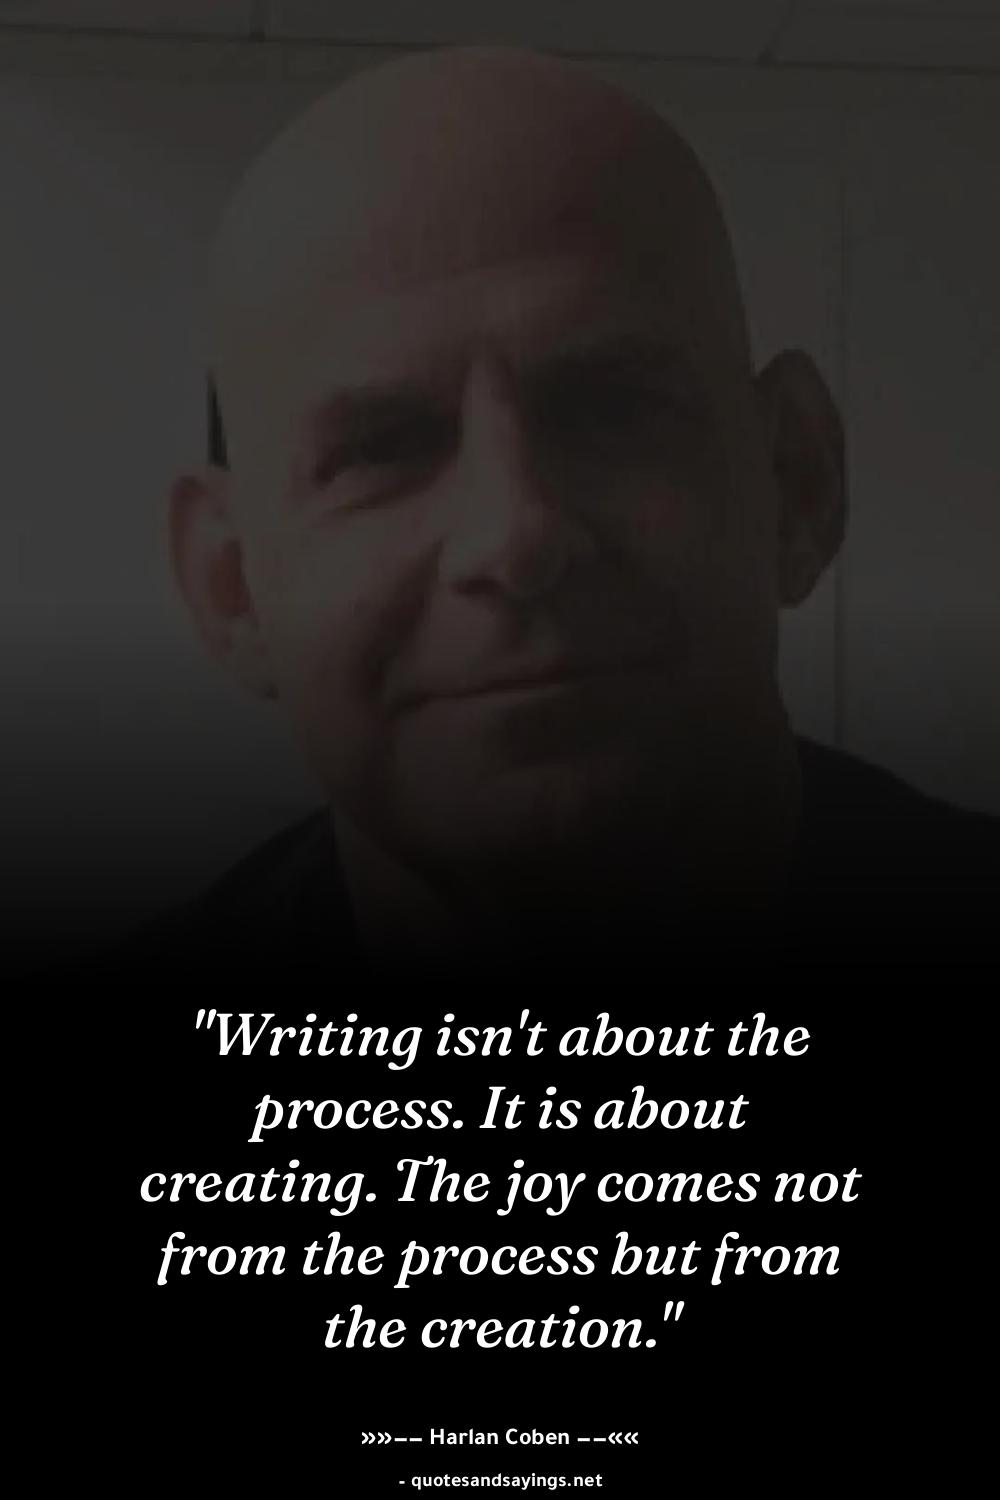 "Writing isn't about the
process. It is about
creating. The joy comes not
from the process but from
the creation."
»»–– Harlan Coben ––««
- quotesandsayings.net